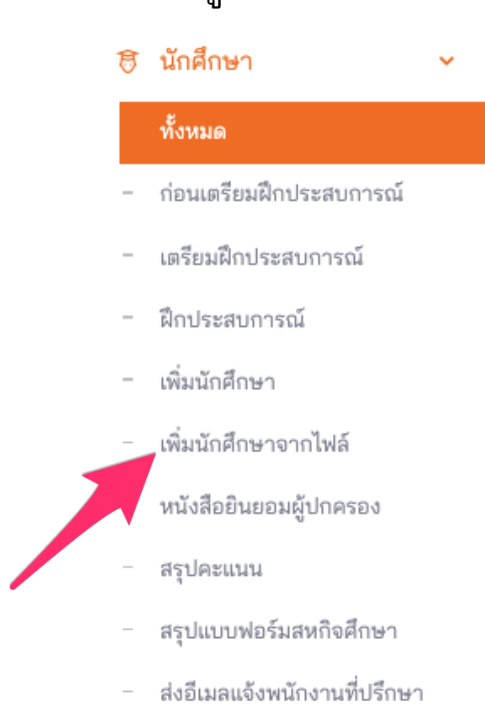 นักศึกษา
ทั้งหมด
ก่อนเตรียมฝึกประสบการณ์
เตรียมฝึกประสบการณ์
ฝึกประสบการณ์
เพิ่มนักศึกษา
เพิ่มนักศึกษาจากไฟล์
หนังสือยินยอมผู้ปกครอง
สรุปคะแนน
สรุปแบบฟอร์มสหกิจศึกษา
ส่งอีเมลแจ้งพนักงานที่ปรึกษา